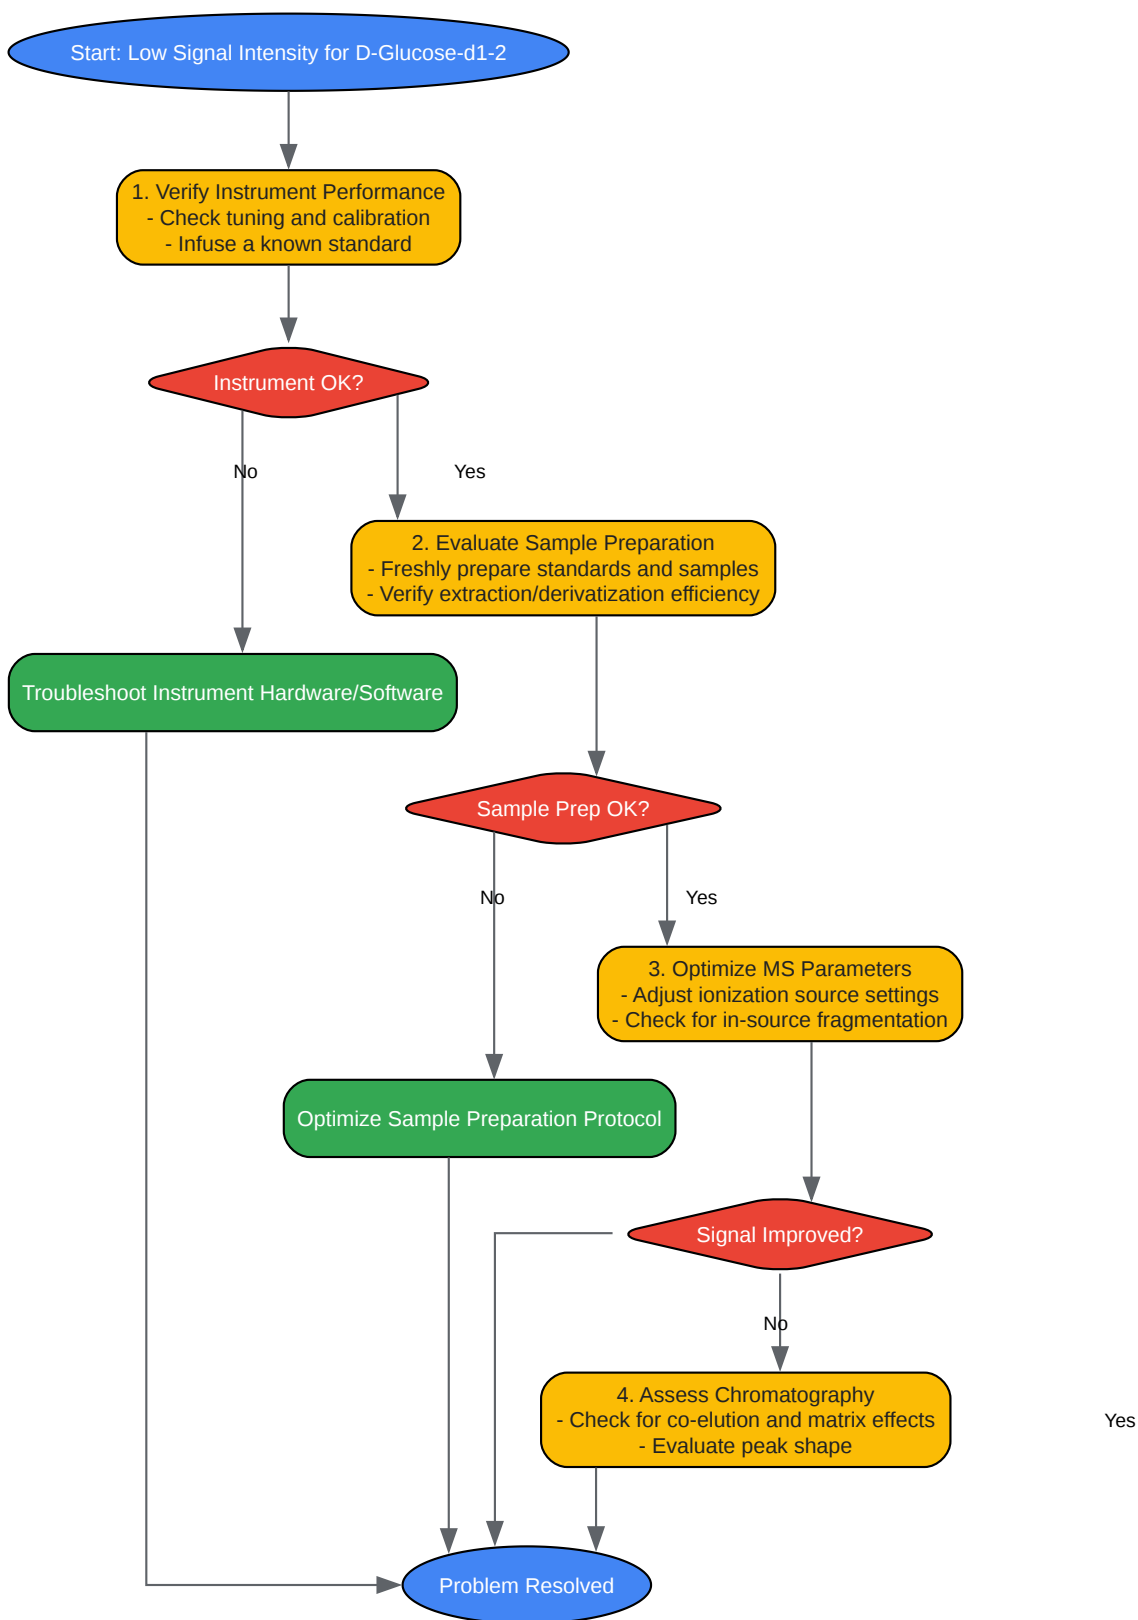 Start: Low Signal Intensity for D-Glucose-d1-2
1. Verify Instrument Performance
- Check tuning and calibration
- Infuse a known standard
Instrument OK?
No
Yes
2. Evaluate Sample Preparation
- Freshly prepare standards and samples
- Verify extraction/derivatization efficiency
Troubleshoot Instrument Hardware/Software
Sample Prep OK?
No
Yes
3. Optimize MS Parameters
- Adjust ionization source settings
- Check for in-source fragmentation
Optimize Sample Preparation Protocol
Signal Improved?
No
4. Assess Chromatography
- Check for co-elution and matrix effects
- Evaluate peak shape
Yes
Problem Resolved